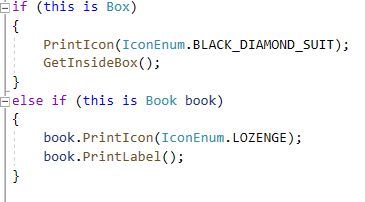 if (this is Box)
{
    PrintIcon(IconEnum.BLACK_DIAMOND_SUIT);
    GetInsideBox();
}
else if (this is Book book)
{
    book.PrintIcon(IconEnum.LOZENGE);
    book.PrintLabel();
}